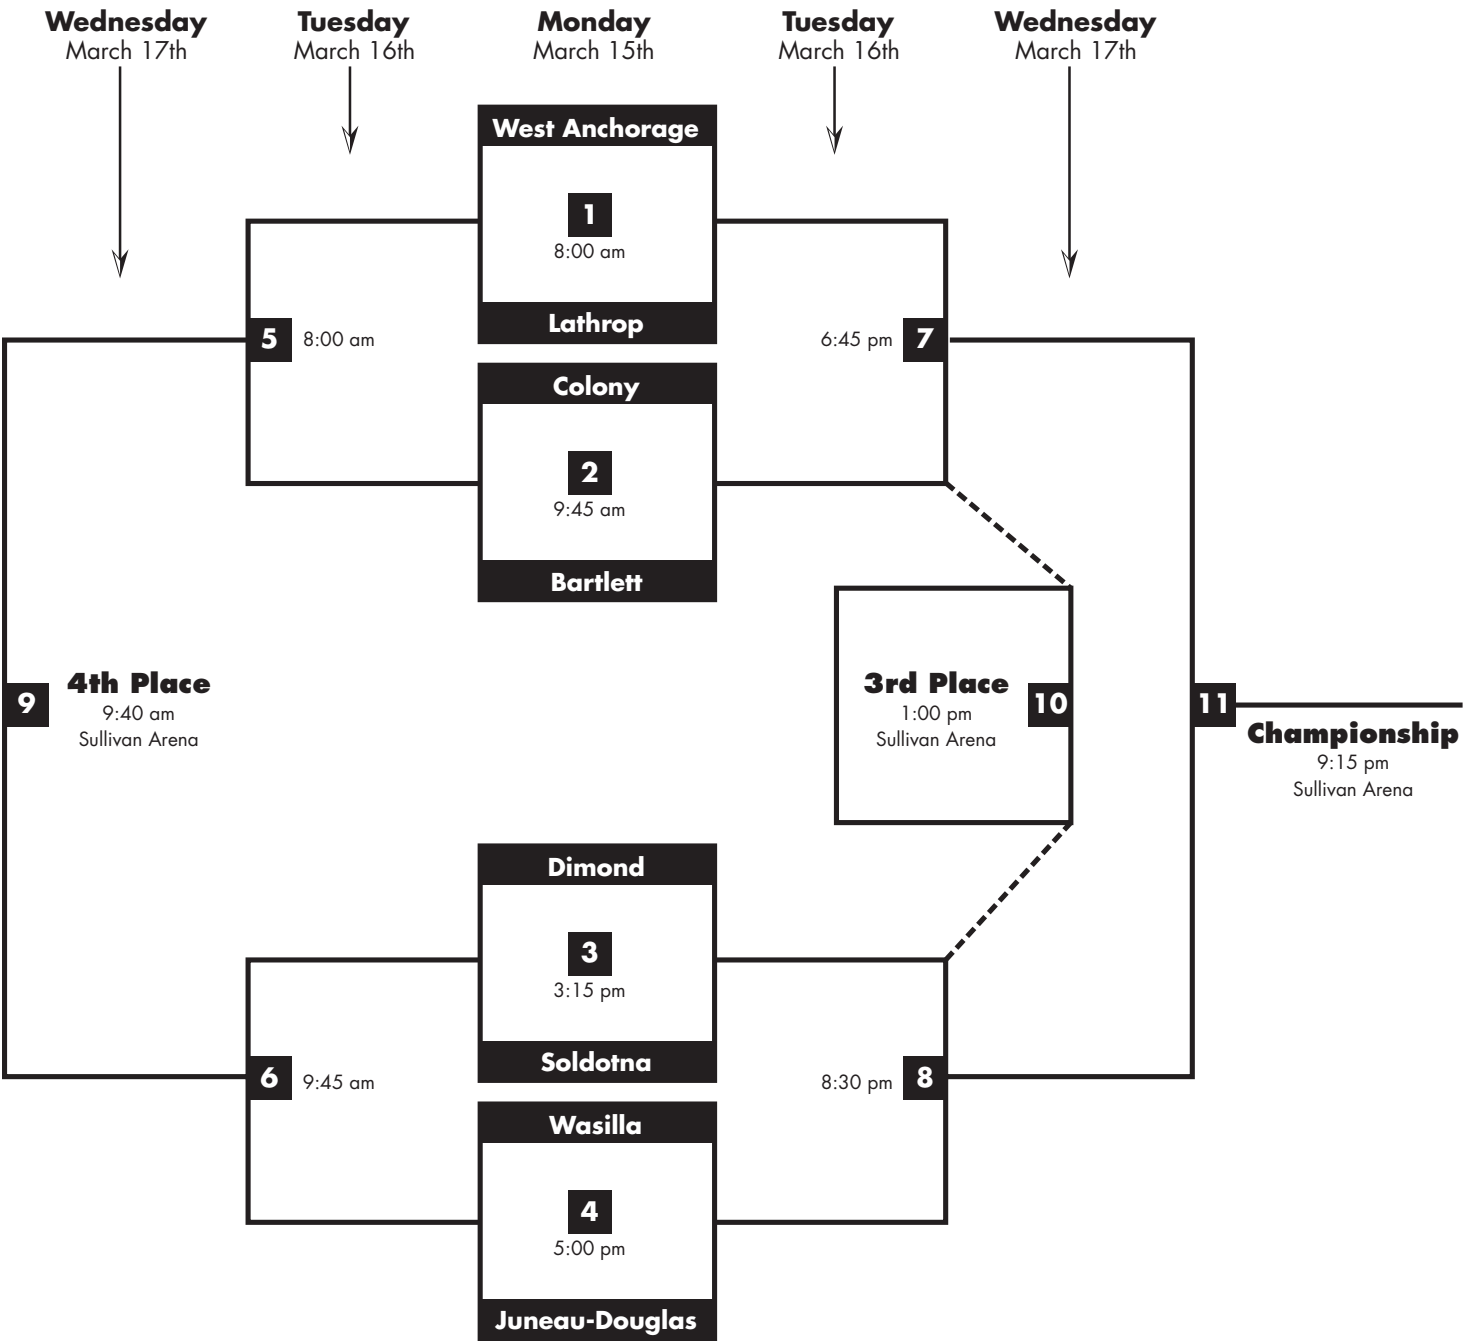 Wednesday
March 17th
Tuesday
March 16th
Monday
March 15th
Tuesday
March 16th
Wednesday
March 17th
West Anchorage
1
8:00 am
Lathrop
5
8:00 am
6:45 pm
7
Colony
2
9:45 am
Bartlett
9
4th Place
9:40 am
Sullivan Arena
3rd Place
1:00 pm
Sullivan Arena
10
11
Championship
9:15 pm
Sullivan Arena
Dimond
3
3:15 pm
Soldotna
6
9:45 am
8:30 pm
8
Wasilla
4
5:00 pm
Juneau-Douglas